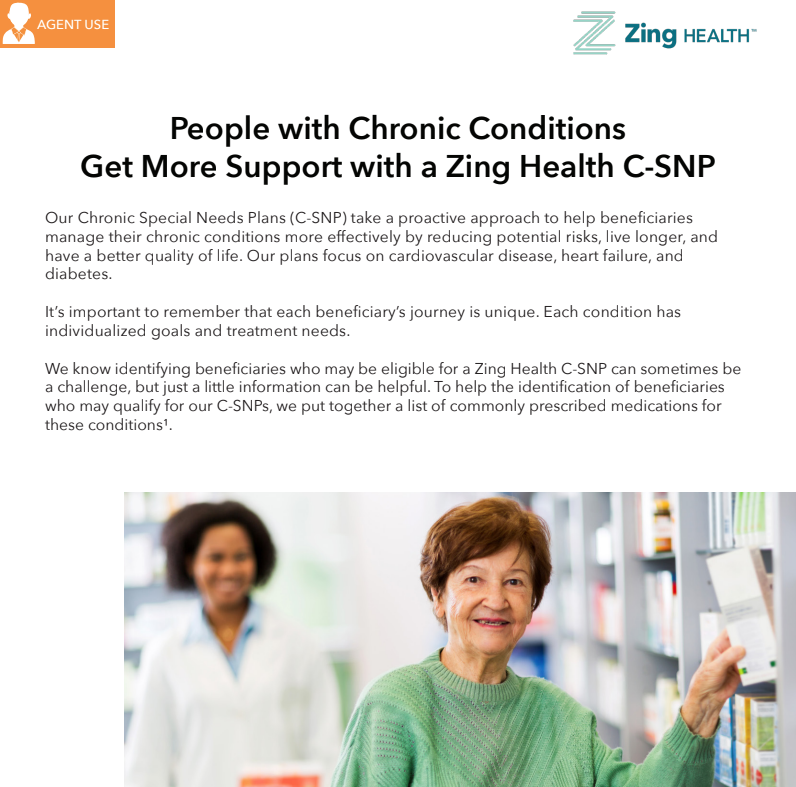 AGENT USE
Zing HEALTH™
People with Chronic Conditions
Get More Support with a Zing Health C-SNP
Our Chronic Special Needs Plans (C-SNP) take a proactive approach to help beneficiaries
manage their chronic conditions more effectively by reducing potential risks, live longer, and
have a better quality of life. Our plans focus on cardiovascular disease, heart failure, and
diabetes.
It’s important to remember that each beneficiary’s journey is unique. Each condition has
individualized goals and treatment needs.
We know identifying beneficiaries who may be eligible for a Zing Health C-SNP can sometimes be
a challenge, but just a little information can be helpful. To help the identification of beneficiaries
who may qualify for our C-SNPs, we put together a list of commonly prescribed medications for
these conditions¹.